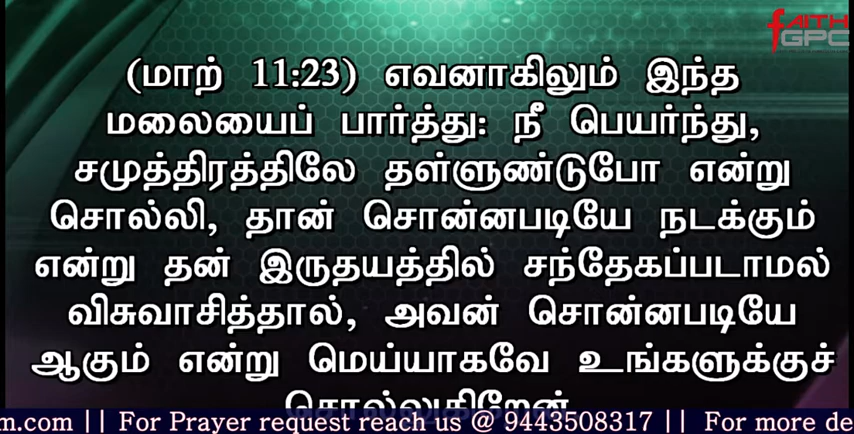 fAITH
GPC
(மாற் 11:23) எவனாகிலும் இந்த
மலையைப் பார்த்து: நீ பெயர்ந்து,
சமுத்திரத்திலே தள்ளுண்டுபோ என்று
சொல்லி, தான் சொன்னபடியே நடக்கும்
என்று தன் இருதயத்தில் சந்தேகப்படாமல்
விசுவாசித்தால், அவன் சொன்னபடியே
ஆகும் என்று மெய்யாகவே உங்களுக்குச்
சொல்லுகிறேன்
m.com || For Prayer request reach us @ 9443508317 || For more de